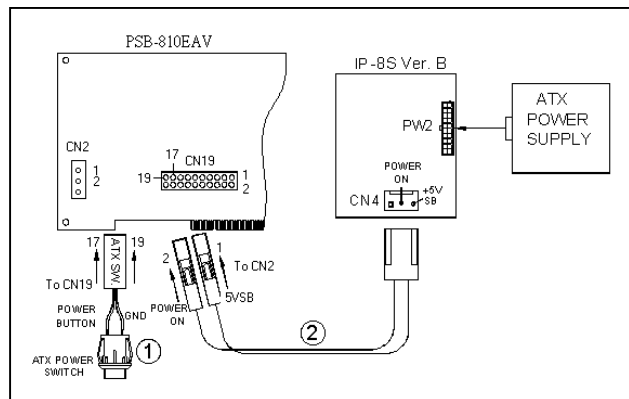 PSB-810EAV
IP-8S Ver. B
ATX
POWER
SUPPLY
PW2
CN2
1
2
17
CN19
19
1
2
POWER
ON
+5V
SB
CN4
17
ATX SW.
19
To CN19
POWER
BUTTON
GND
ATX POWER
SWITCH
1
2
1
To CN2
POWER
ON
5VSB
2